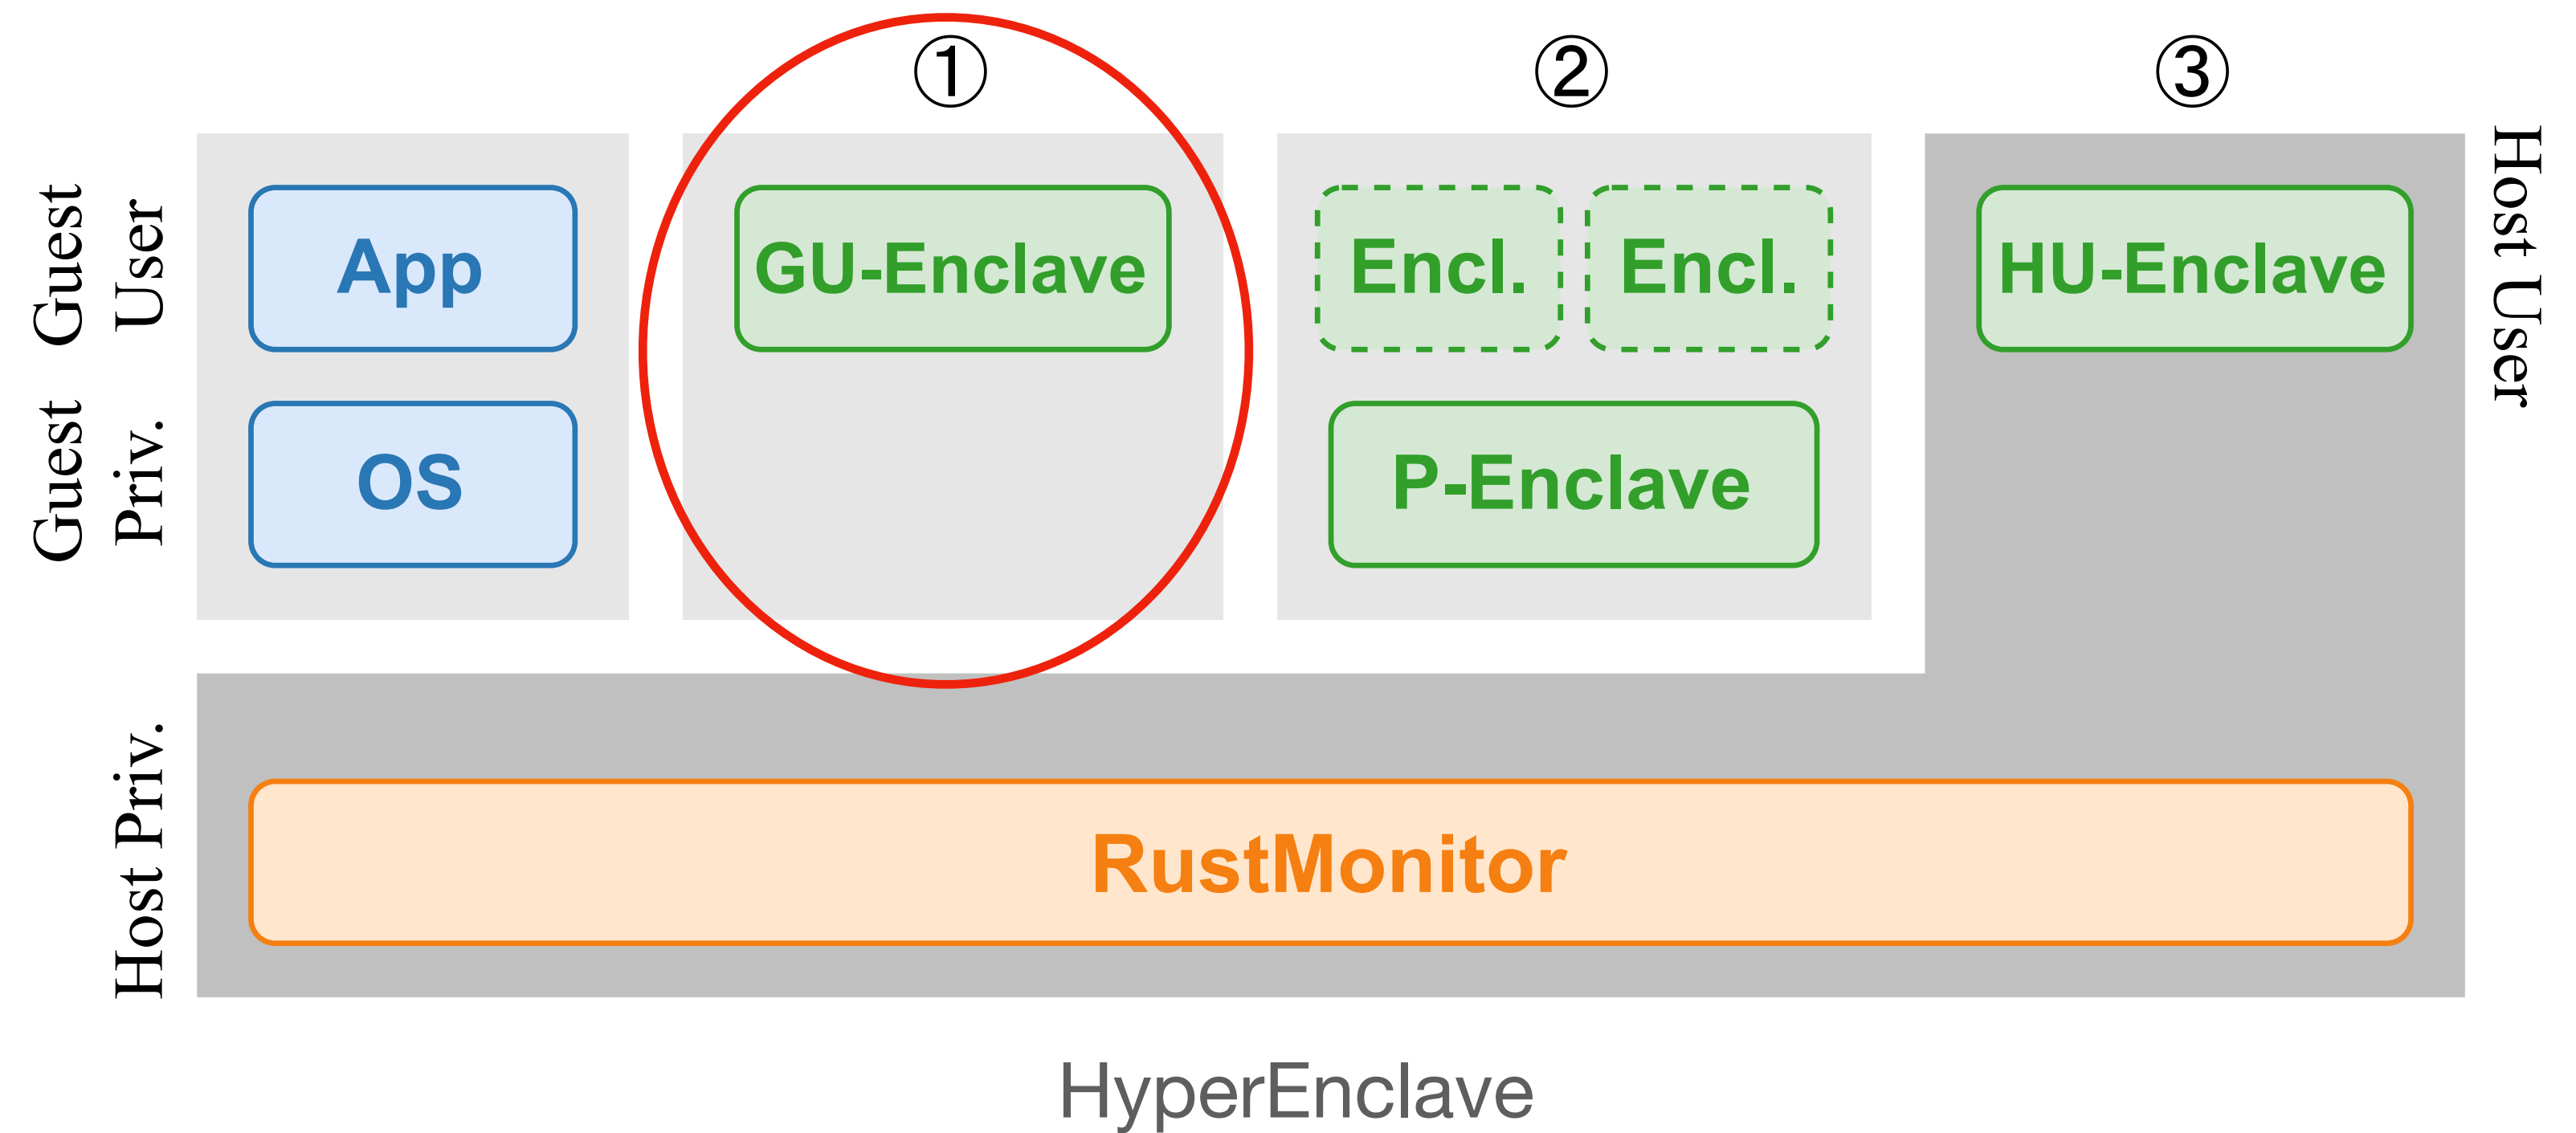 ①
②
③
Guest
User
App
GU-Enclave
Encl.
Encl.
HU-Enclave
Host User
Guest
Priv.
OS
P-Enclave
Host Priv.
RustMonitor
HyperEnclave